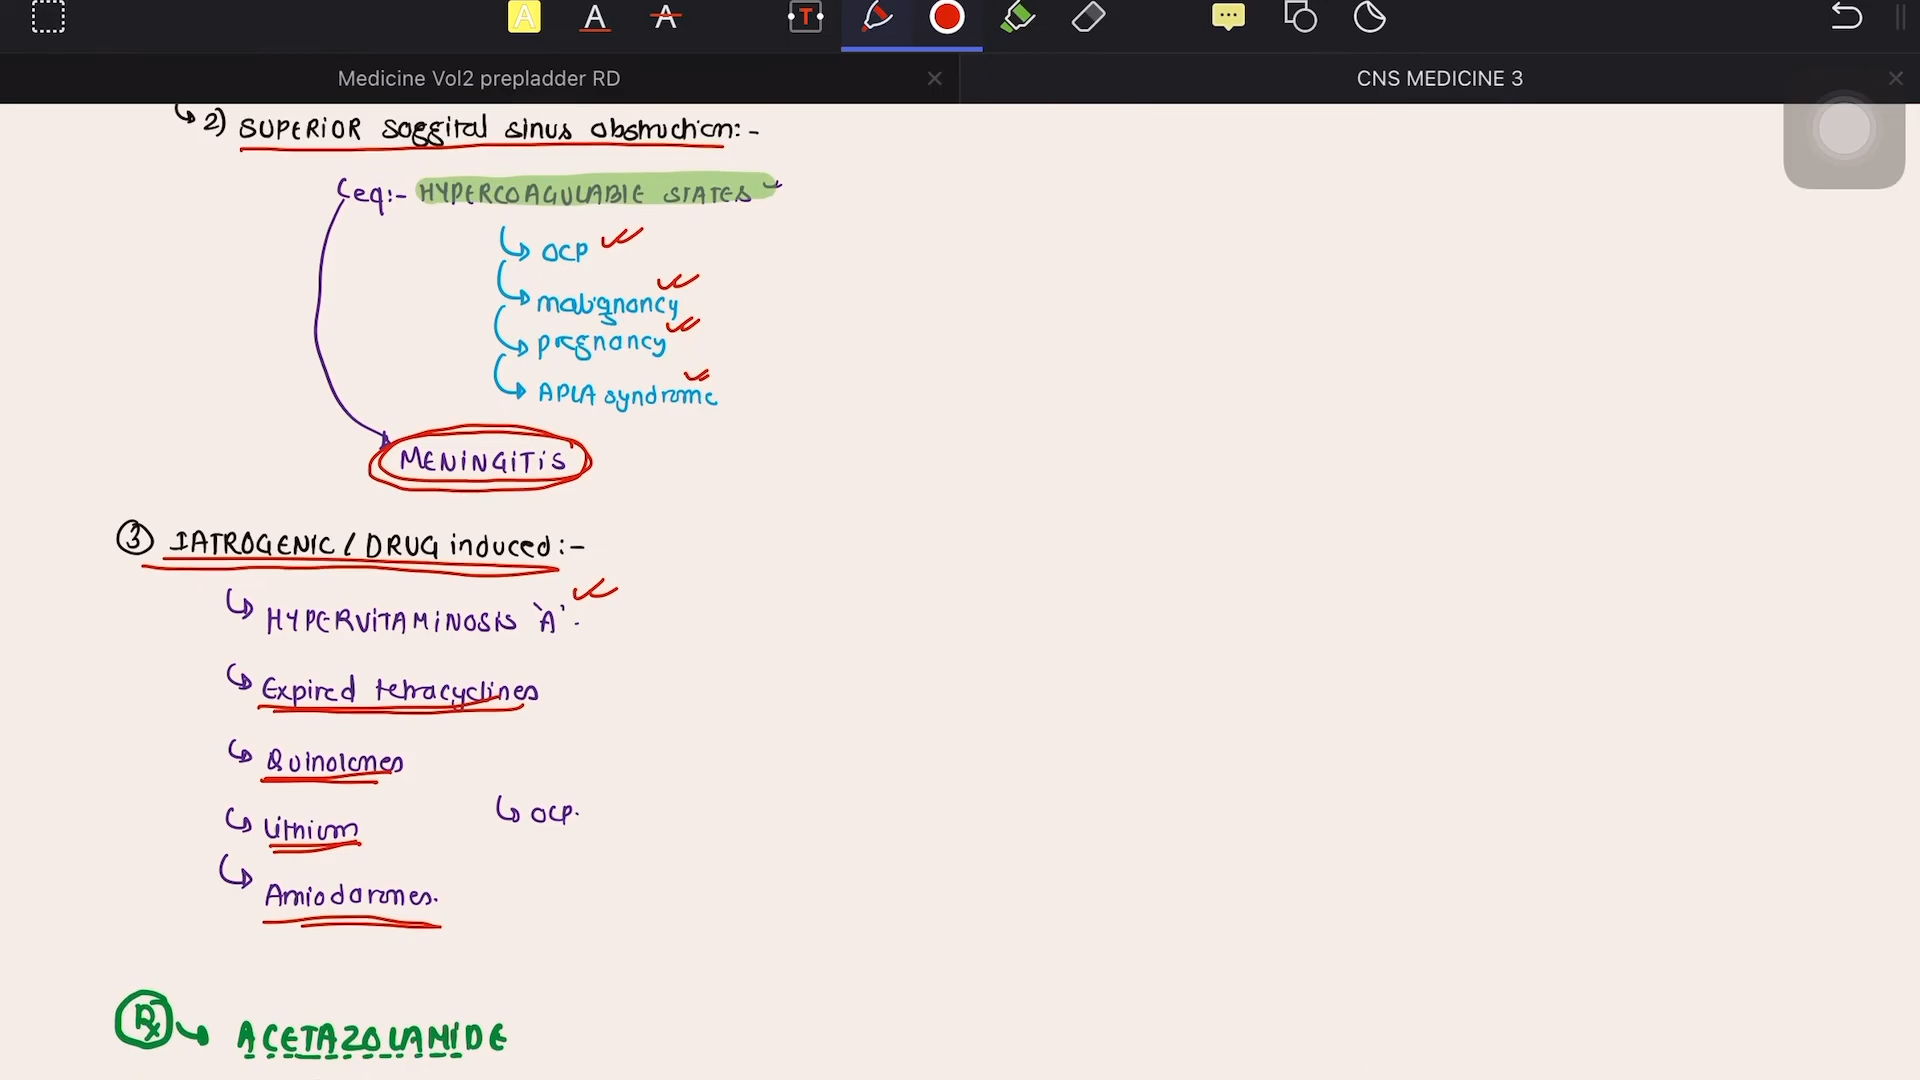 A A A T
Medicine Vol2 prepladder RD
CNS MEDICINE 3
2) SUPERIOR saggital sinus obstruction:-
eq:- HYPERCOAGULABIE STATES
OCP
malignancy
pregnancy
APLA syndrome
MENINGITIS
3 IATROGENIC / DRUG induced:-
HYPERVITAMINOSIS 'A'.
Expired tetracyclines
Quinolones
Lithium
OCP.
Amiodarones.
Rx ACETAZOLAMIDE